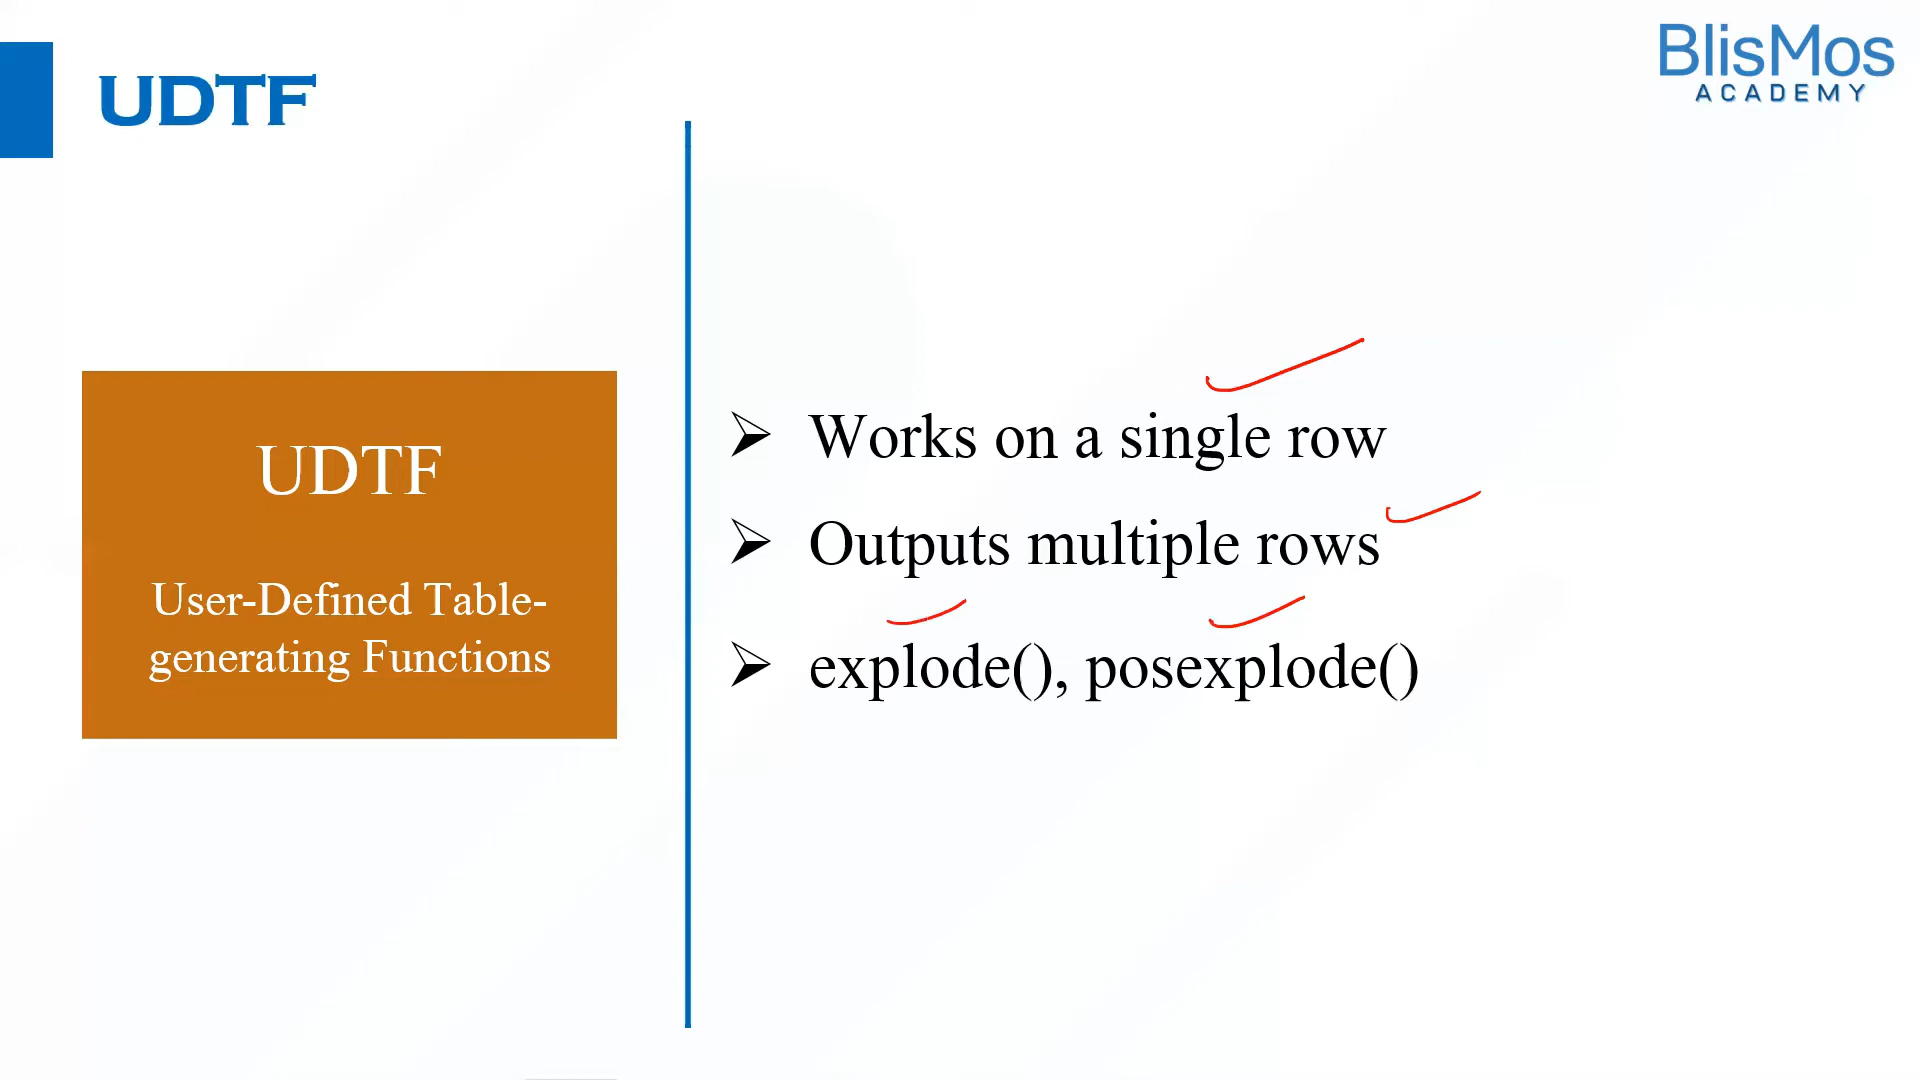 UDTF
BlisMos
ACADEMY
UDTF
User-Defined Table-
generating Functions
Works on a single row
Outputs multiple rows
explode(), posexplode()